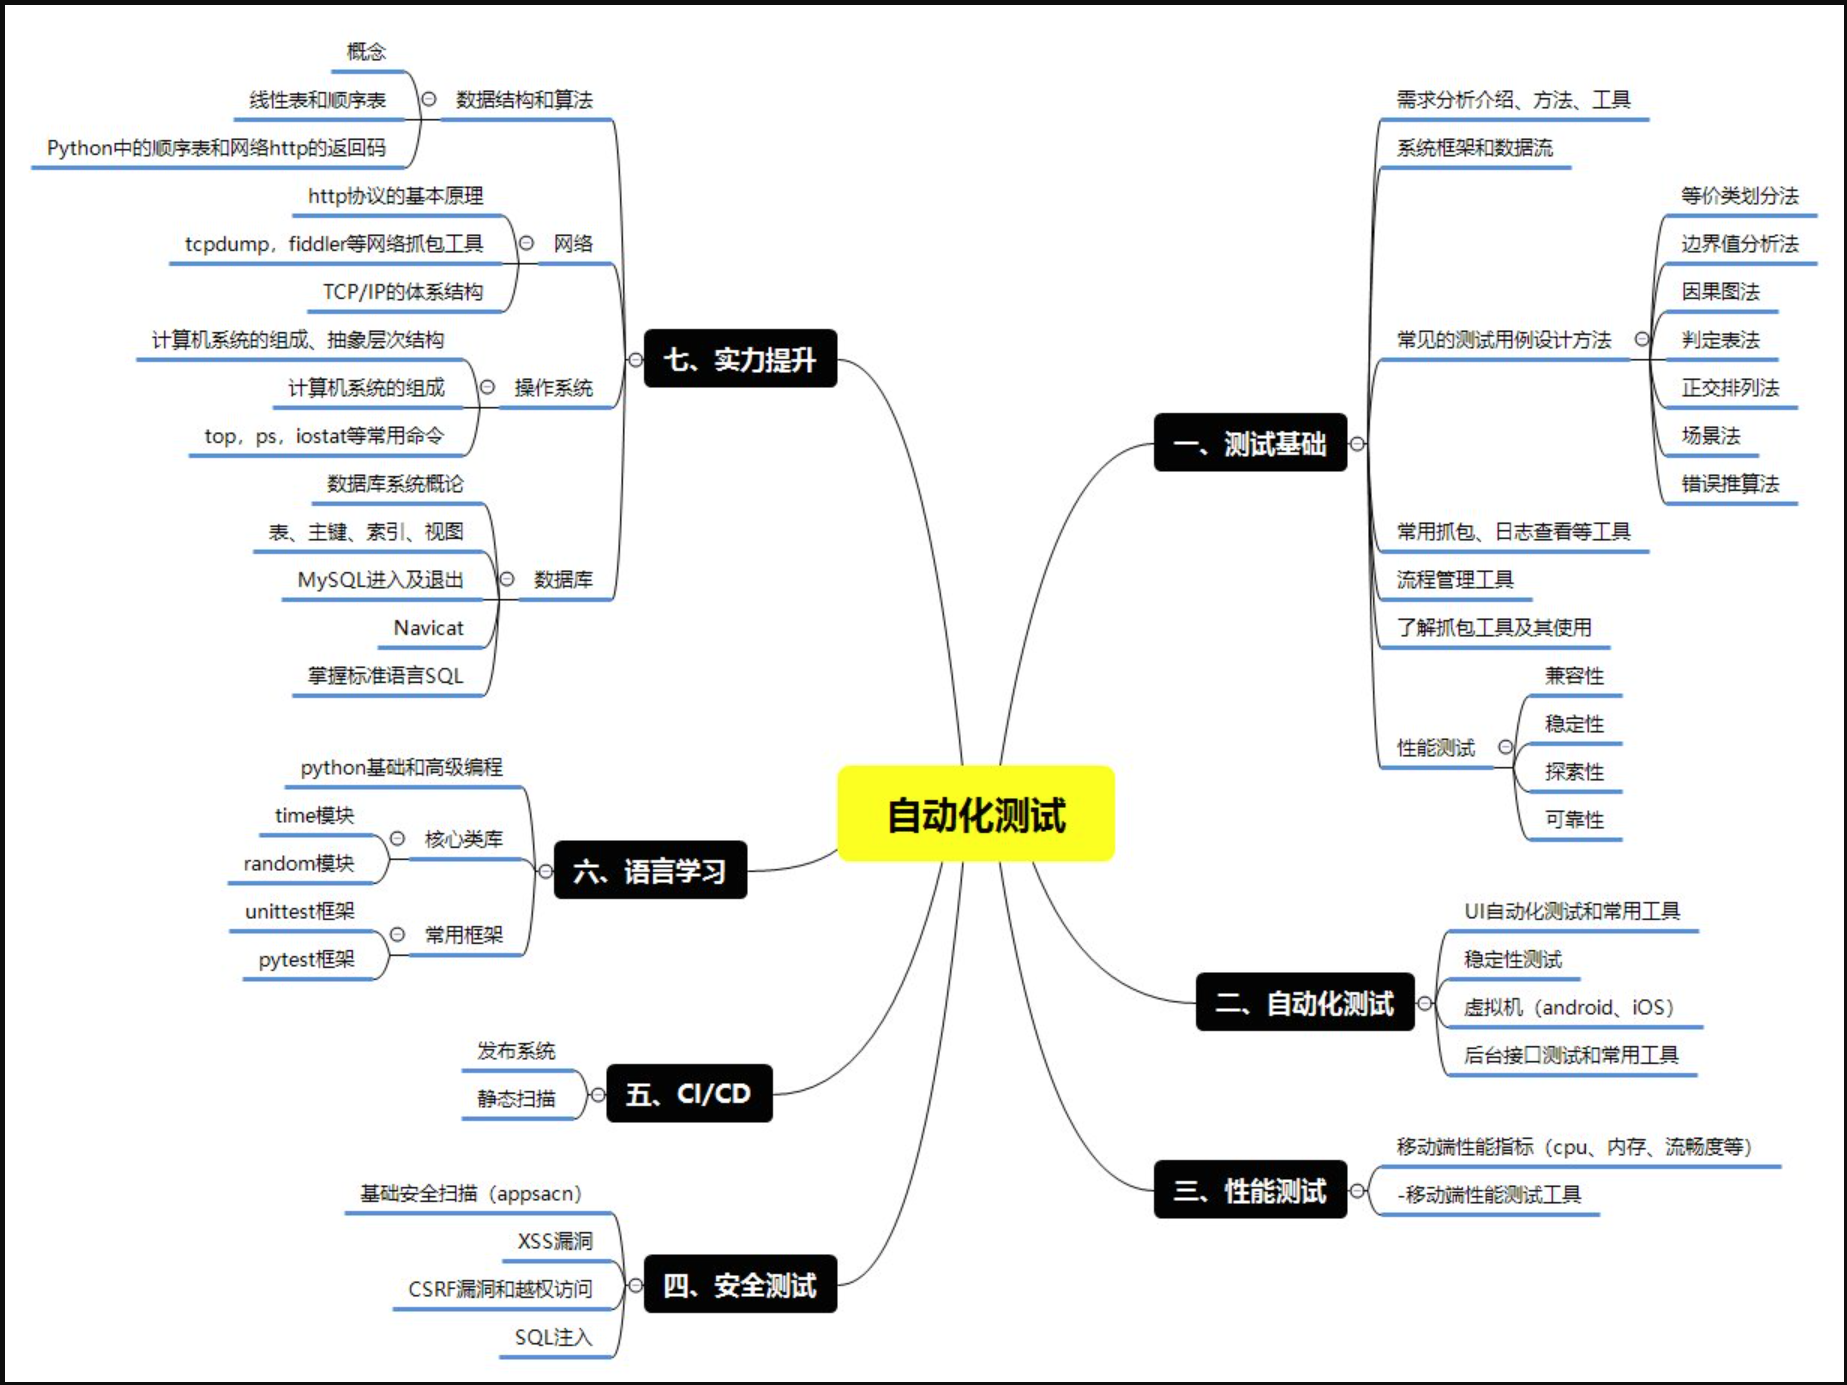 自动化测试
一、测试基础
需求分析介绍、方法、工具
系统框架和数据流
常见的测试用例设计方法
等价类划分法
边界值分析法
因果图法
判定表法
正交排列法
场景法
错误推算法
常用抓包、日志查看等工具
流程管理工具
了解抓包工具及其使用
性能测试
兼容性
稳定性
探索性
可靠性
二、自动化测试
UI自动化测试和常用工具
稳定性测试
虚拟机（android、iOS）
后台接口测试和常用工具
三、性能测试
移动端性能指标（cpu、内存、流畅度等）
-移动端性能测试工具
四、安全测试
基础安全扫描（appsacn）
XSS漏洞
CSRF漏洞和越权访问
SQL注入
五、CI/CD
发布系统
静态扫描
六、语言学习
python基础和高级编程
核心类库
time模块
random模块
常用框架
unittest框架
pytest框架
七、实力提升
数据结构和算法
概念
线性表和顺序表
Python中的顺序表和网络http的返回码
网络
http协议的基本原理
tcpdump，fiddler等网络抓包工具
TCP/IP的体系结构
操作系统
计算机系统的组成、抽象层次结构
计算机系统的组成
top，ps，iostat等常用命令
数据库
数据库系统概论
表、主键、索引、视图
MySQL进入及退出
Navicat
掌握标准语言SQL